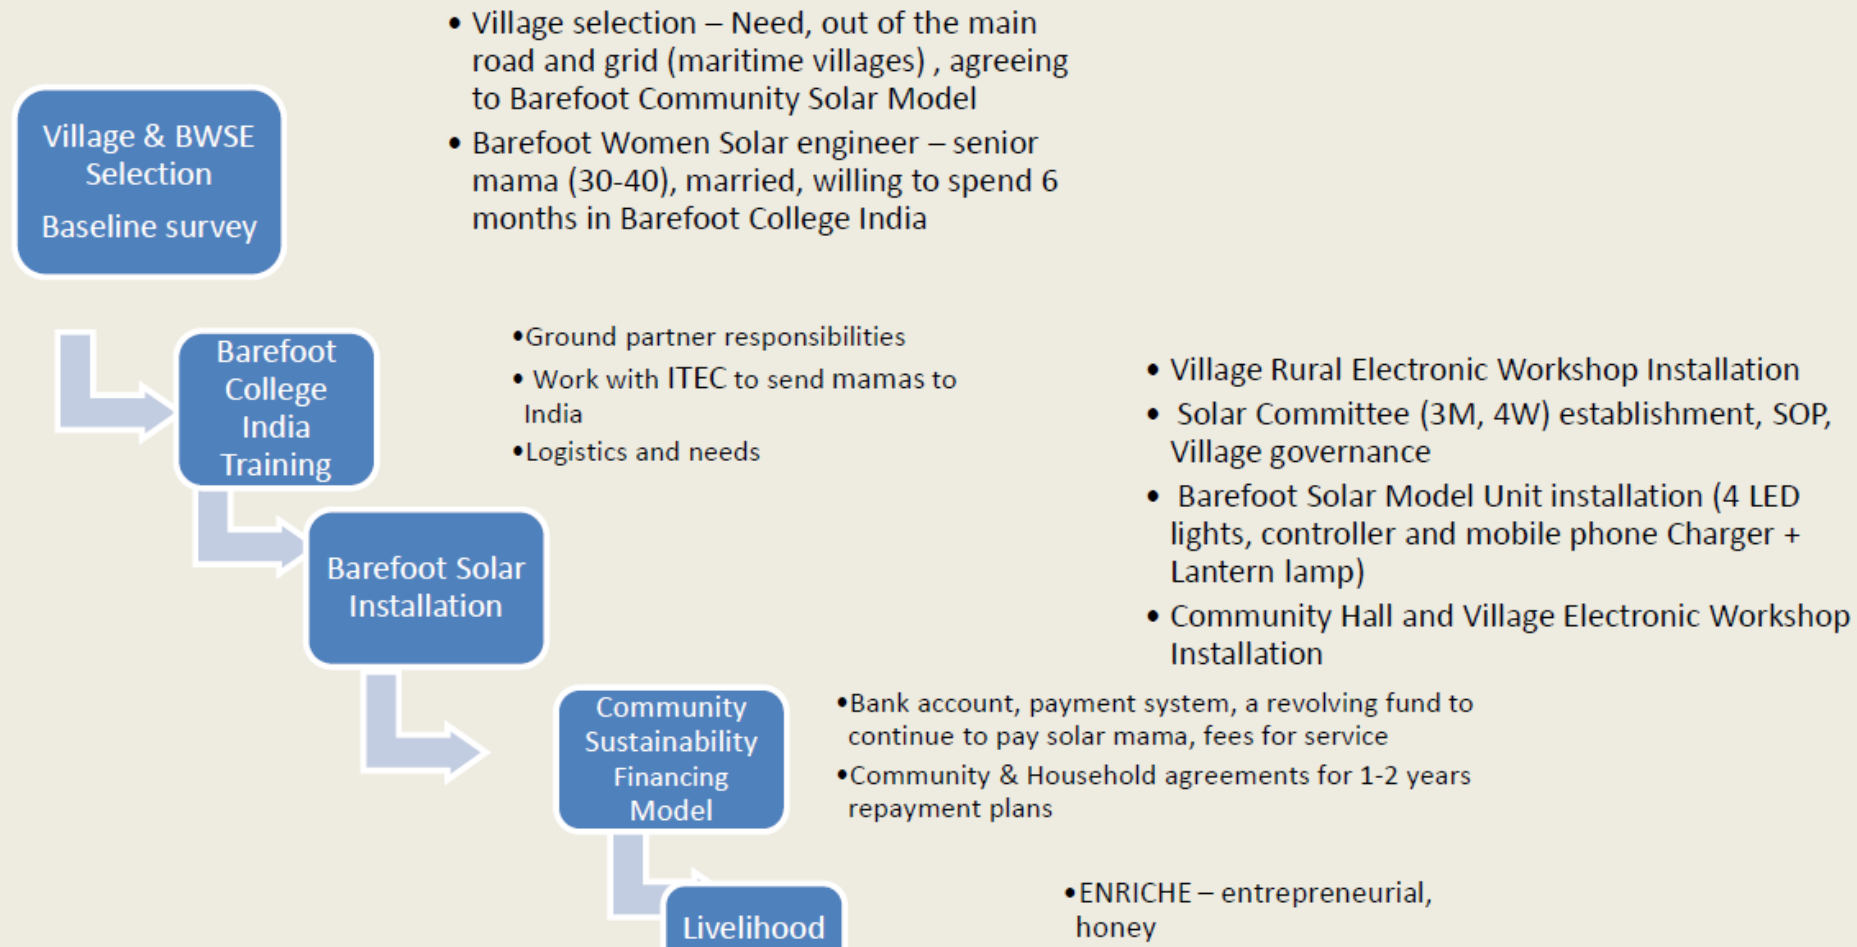 • Village selection – Need, out of the main
road and grid (maritime villages) , agreeing
to Barefoot Community Solar Model
• Barefoot Women Solar engineer – senior
mama (30-40), married, willing to spend 6
months in Barefoot College India
Village & BWSE
Selection
Baseline survey
Barefoot
College
India
Training
•Ground partner responsibilities
• Work with ITEC to send mamas to
India
•Logistics and needs
Barefoot Solar
Installation
• Village Rural Electronic Workshop Installation
• Solar Committee (3M, 4W) establishment, SOP,
Village governance
• Barefoot Solar Model Unit installation (4 LED
lights, controller and mobile phone Charger +
Lantern lamp)
• Community Hall and Village Electronic Workshop
Installation
Community
Sustainability
Financing
Model
•Bank account, payment system, a revolving fund to
continue to pay solar mama, fees for service
•Community & Household agreements for 1-2 years
repayment plans
Livelihood
•ENRICHE – entrepreneurial,
honey